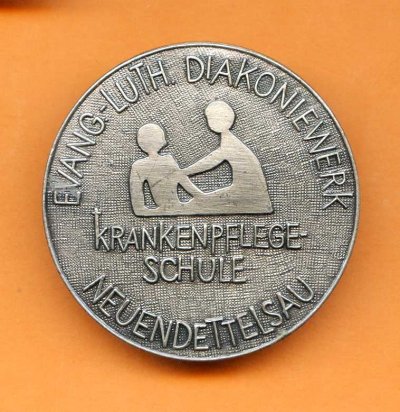 EVANG.-LUTH. DIAKONIEWERK
KRANKENPFLEGE-
SCHULE
NEUENDETTELSAU